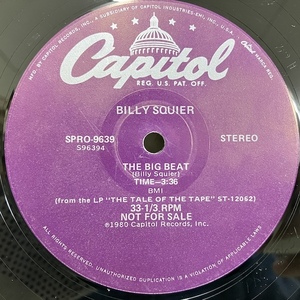 MFD. BY CAPITOL RECORDS, INC., A SUBSIDIARY OF CAPITOL INDUSTRIES-EMI, INC., U.S.A.
Capitol
REG. U.S. PAT. OFF.
BILLY SQUIER
SPRO-9639
S96394
STEREO
THE BIG BEAT
(Billy Squier)
TIME—3:36
BMI
(from the LP "THE TALE OF THE TAPE" ST-12062)
33-1/3 RPM
NOT FOR SALE
©1980 Capitol Records, Inc.
ALL RIGHTS RESERVED. UNAUTHORIZED DUPLICATION IS A VIOLATION OF APPLICABLE LAWS.